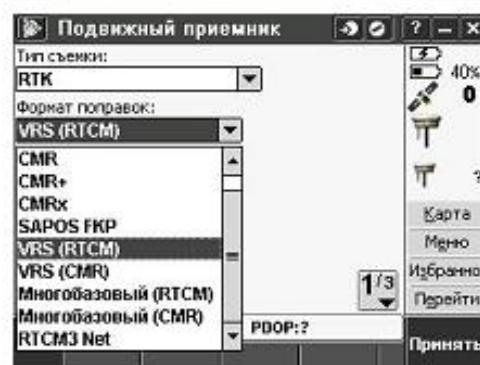 Подвижный приемник ? – X
Тип съемки:
RTK
40%
0
Формат поправок:
VRS (RTCM)
CMR
CMR+
CMRx
SAPOS FKP
VRS (RTCM)
VRS (CMR)
Многобазовый (RTCM)
Многобазовый (CMR)
RTCM3 Net
?
Карта
Меню
Избранно
Перейти
1/3
PDOP:?
Принять